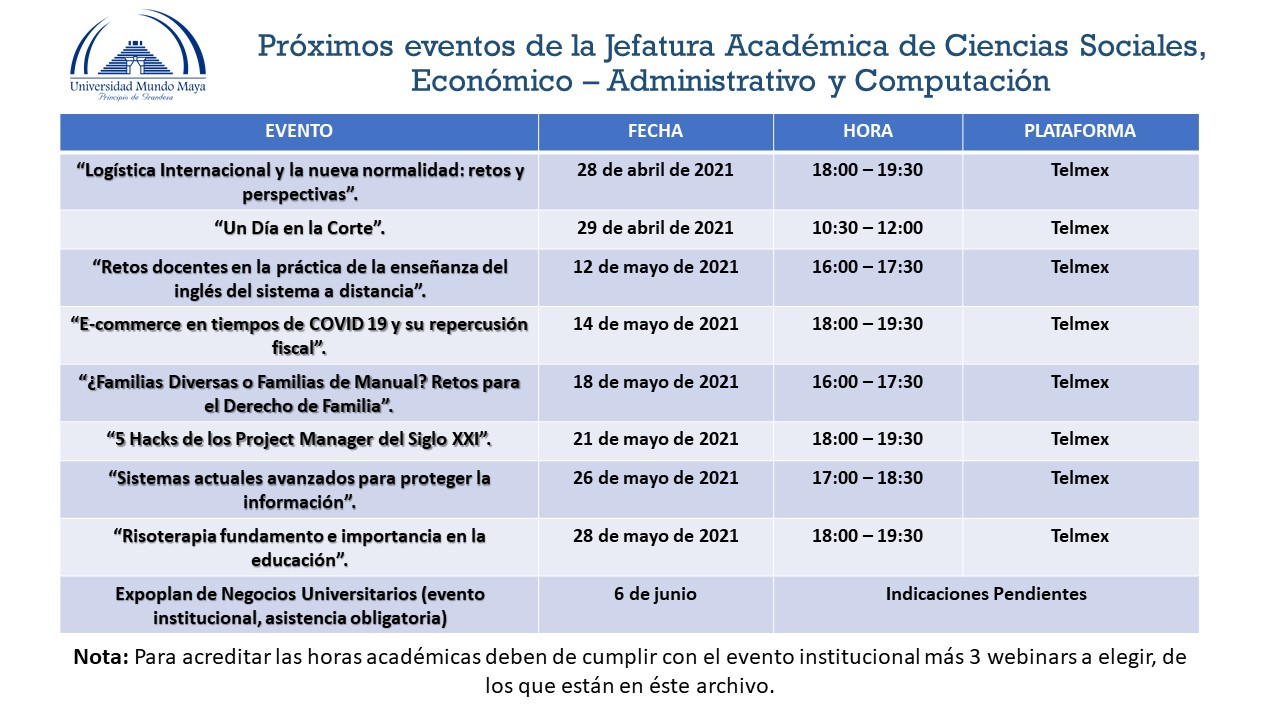 Universidad Mundo Maya
Principio de Grandeza
Próximos eventos de la Jefatura Académica de Ciencias Sociales,
Económico – Administrativo y Computación
EVENTO FECHA HORA PLATAFORMA
“Logística Internacional y la nueva normalidad: retos y
perspectivas”.
28 de abril de 2021 18:00 – 19:30 Telmex
“Un Día en la Corte”. 29 de abril de 2021 10:30 – 12:00 Telmex
“Retos docentes en la práctica de la enseñanza del
inglés del sistema a distancia”.
12 de mayo de 2021 16:00 – 17:30 Telmex
“E-commerce en tiempos de COVID 19 y su repercusión
fiscal”.
14 de mayo de 2021 18:00 – 19:30 Telmex
“¿Familias Diversas o Familias de Manual? Retos para
el Derecho de Familia”.
18 de mayo de 2021 16:00 – 17:30 Telmex
“5 Hacks de los Project Manager del Siglo XXI”. 21 de mayo de 2021 18:00 – 19:30 Telmex
“Sistemas actuales avanzados para proteger la
información”.
26 de mayo de 2021 17:00 – 18:30 Telmex
“Risoterapia fundamento e importancia en la
educación”.
28 de mayo de 2021 18:00 – 19:30 Telmex
Expoplan de Negocios Universitarios (evento
institucional, asistencia obligatoria)
6 de junio Indicaciones Pendientes
Nota: Para acreditar las horas académicas deben de cumplir con el evento institucional más 3 webinars a elegir, de
los que están en éste archivo.